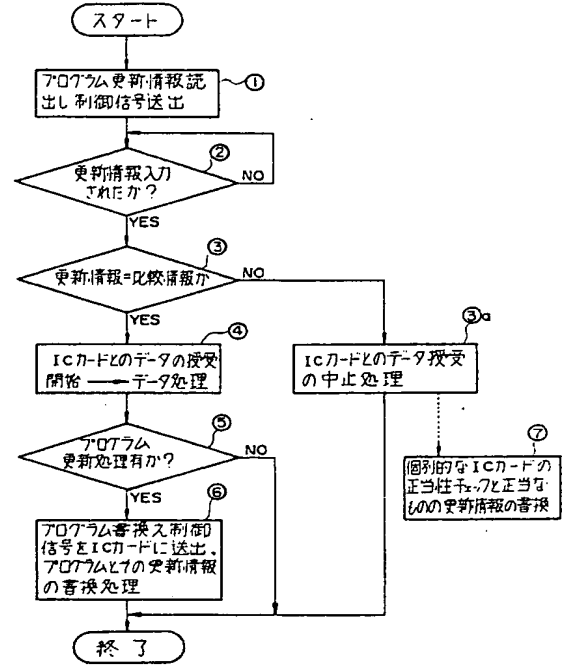 スタート
プログラム更新情報読
出し制御信号送出
①
更新情報入力
されたか？
②
NO
YES
更新情報=比較情報か
③
NO
YES
ICカードとのデータの授受
開始 → データ処理
④
ICカードとのデータ授受
の中止処理
③a
プログラム
更新処理有か？
⑤
NO
YES
個別的なICカードの
正当性チェックと正当な
ものの更新情報の書換
⑦
プログラム書換え制御
信号をICカードに送出、
プログラムとその更新情報
の書換処理
⑥
終了